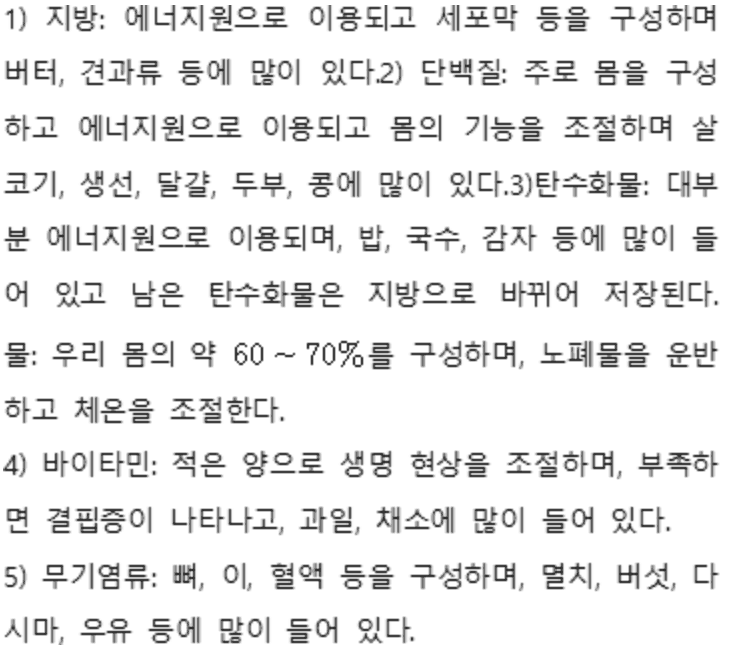 1) 지방: 에너지원으로 이용되고 세포막 등을 구성하며
버터, 견과류 등에 많이 있다.2) 단백질: 주로 몸을 구성
하고 에너지원으로 이용되고 몸의 기능을 조절하며 살
코기, 생선, 달걀, 두부, 콩에 많이 있다.3)탄수화물: 대부
분 에너지원으로 이용되며, 밥, 국수, 감자 등에 많이 들
어 있고 남은 탄수화물은 지방으로 바뀌어 저장된다.
물: 우리 몸의 약 60 ~ 70%를 구성하며, 노폐물을 운반
하고 체온을 조절한다.
4) 바이타민: 적은 양으로 생명 현상을 조절하며, 부족하
면 결핍증이 나타나고, 과일, 채소에 많이 들어 있다.
5) 무기염류: 뼈, 이, 혈액 등을 구성하며, 멸치, 버섯, 다
시마, 우유 등에 많이 들어 있다.